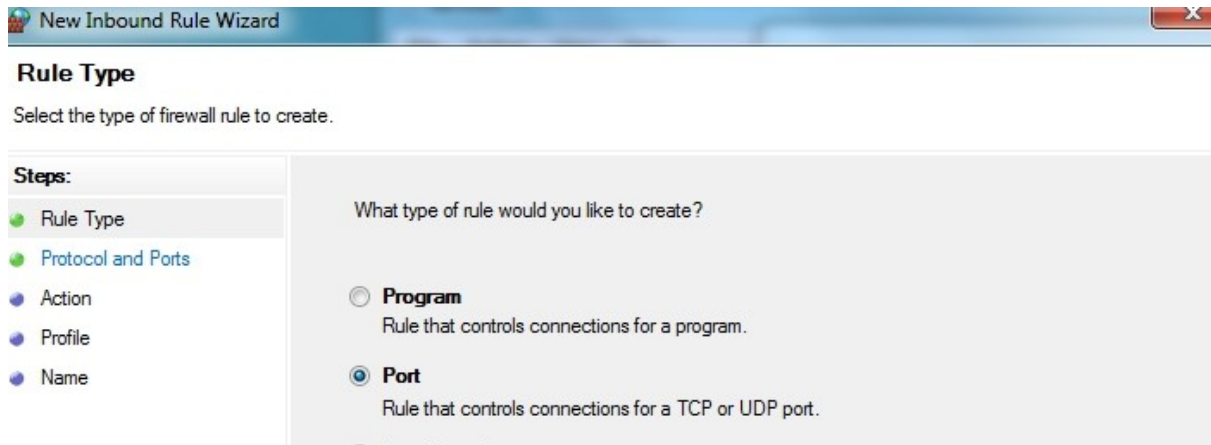 New Inbound Rule Wizard
Rule Type
Select the type of firewall rule to create.
Steps:
Rule Type
Protocol and Ports
Action
Profile
Name
What type of rule would you like to create?
Program
Rule that controls connections for a program.
Port
Rule that controls connections for a TCP or UDP port.